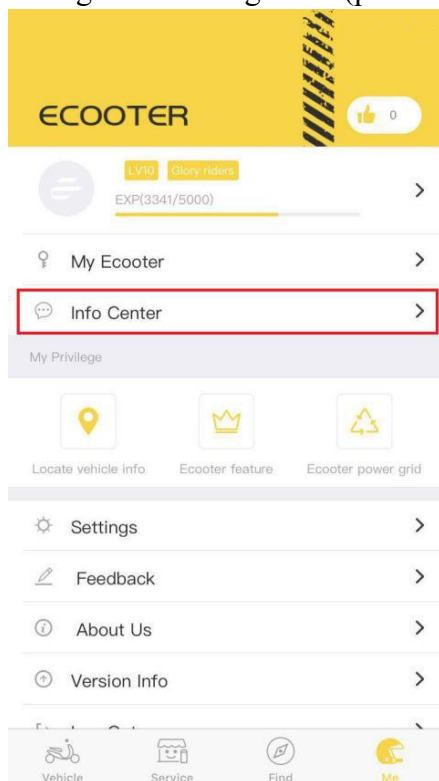 ECOOTER
0
LV10 Glory riders
EXP(3341/5000)
My Ecooter
Info Center
My Privilege
Locate vehicle info Ecooter feature Ecooter power grid
Settings
Feedback
About Us
Version Info
Vehicle Service Find Me